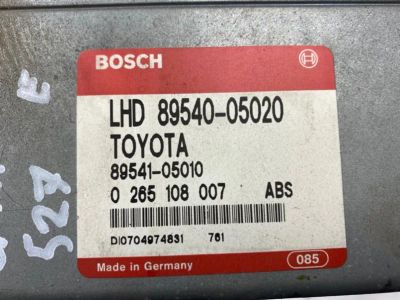 BOSCH
LHD 89540-05020
TOYOTA
89541-05010
0 265 108 007 ABS
DI0704974831 761
Made in Germany 085
E
527